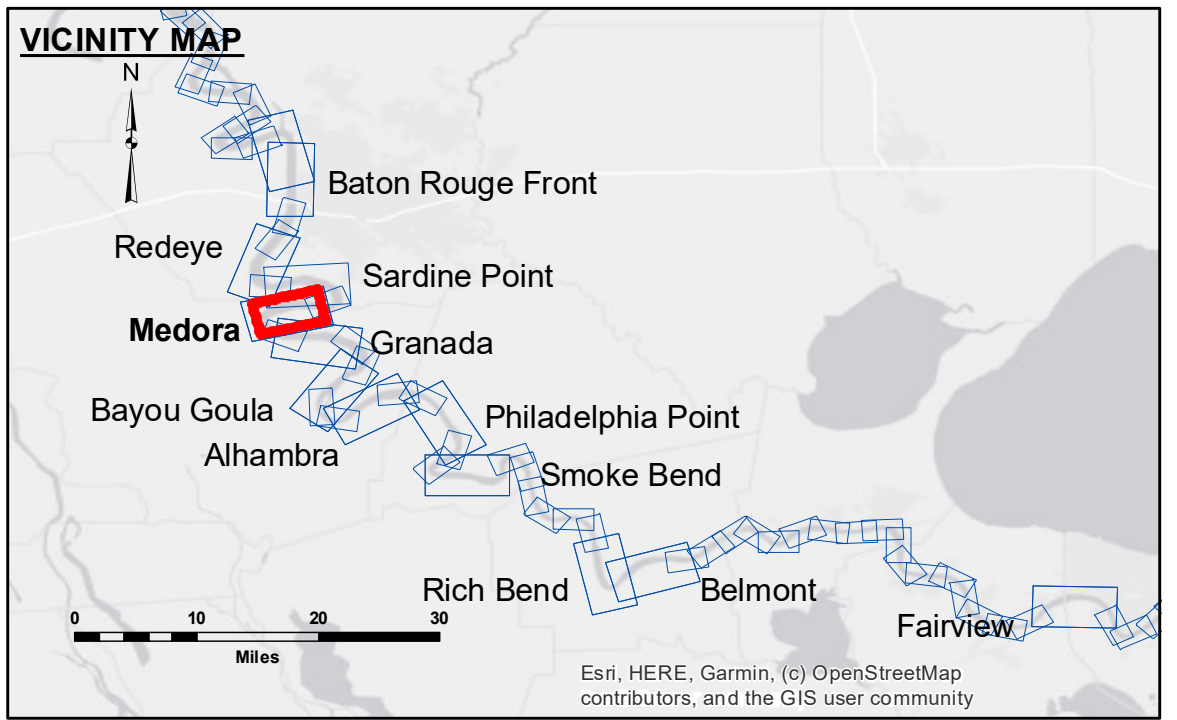 VICINITY MAP
N
Baton Rouge Front
Redeye
Sardine Point
Medora
Granada
Bayou Goula
Philadelphia Point
Alhambra
Smoke Bend
Rich Bend
Belmont
Fairview
0 10 20 30
Miles
Esri, HERE, Garmin, (c) OpenStreetMap
contributors, and the GIS user community